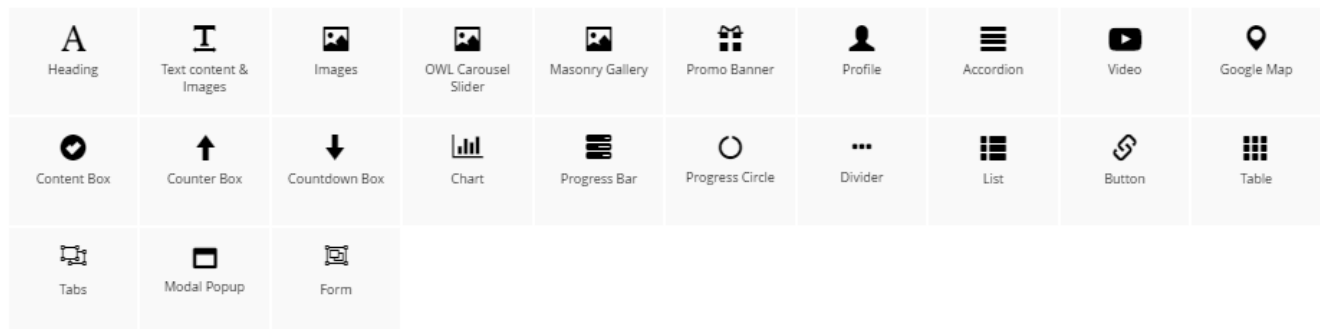 Heading
Text content &
Images
Images
OWL Carousel
Slider
Masonry Gallery
Promo Banner
Profile
Accordion
Video
Google Map
Content Box
Counter Box
Countdown Box
Chart
Progress Bar
Progress Circle
Divider
List
Button
Table
Tabs
Modal Popup
Form